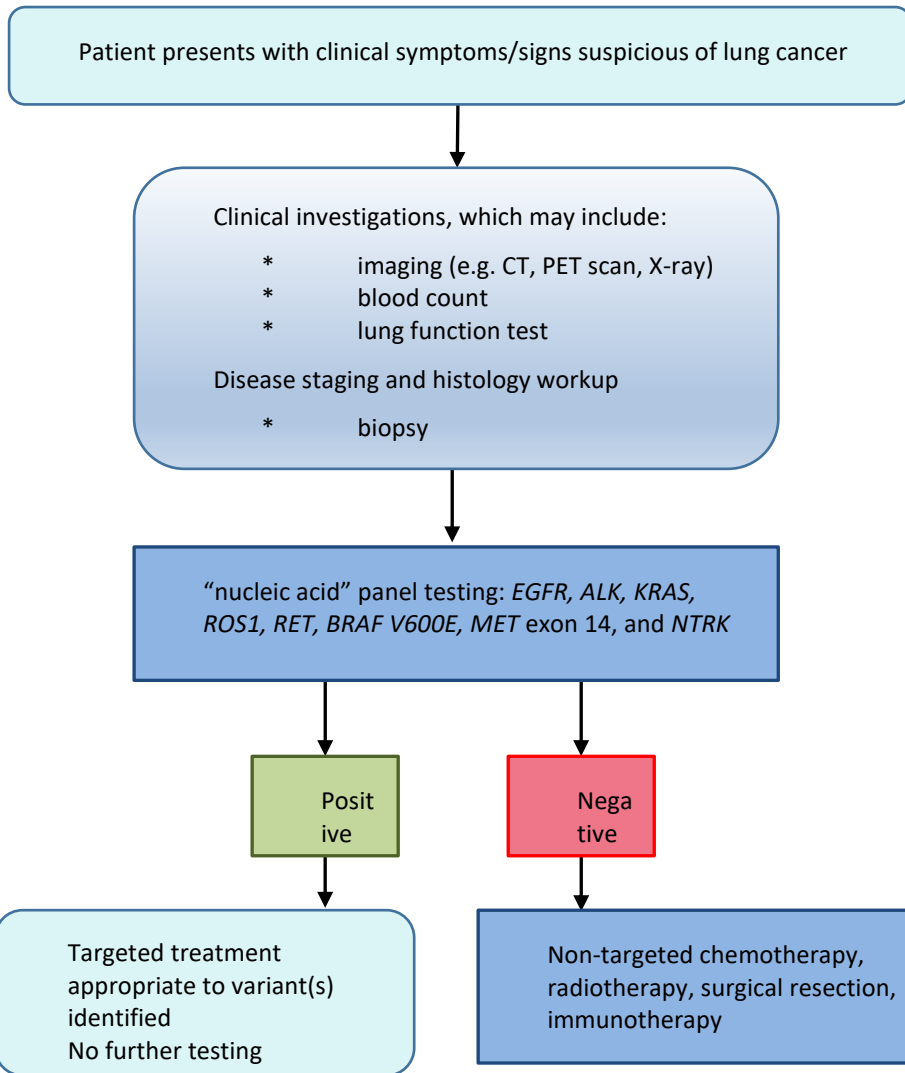 Patient presents with clinical symptoms/signs suspicious of lung cancer
Clinical investigations, which may include:
* imaging (e.g. CT, PET scan, X-ray)
* blood count
* lung function test
Disease staging and histology workup
* biopsy
“nucleic acid” panel testing: EGFR, ALK, KRAS,
ROS1, RET, BRAF V600E, MET exon 14, and NTRK
Posit
ive
Nega
tive
Targeted treatment
appropriate to variant(s)
identified
No further testing
Non-targeted chemotherapy,
radiotherapy, surgical resection,
immunotherapy